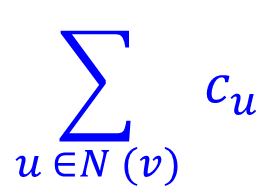 ∑ c_u
u ∈ N (v)